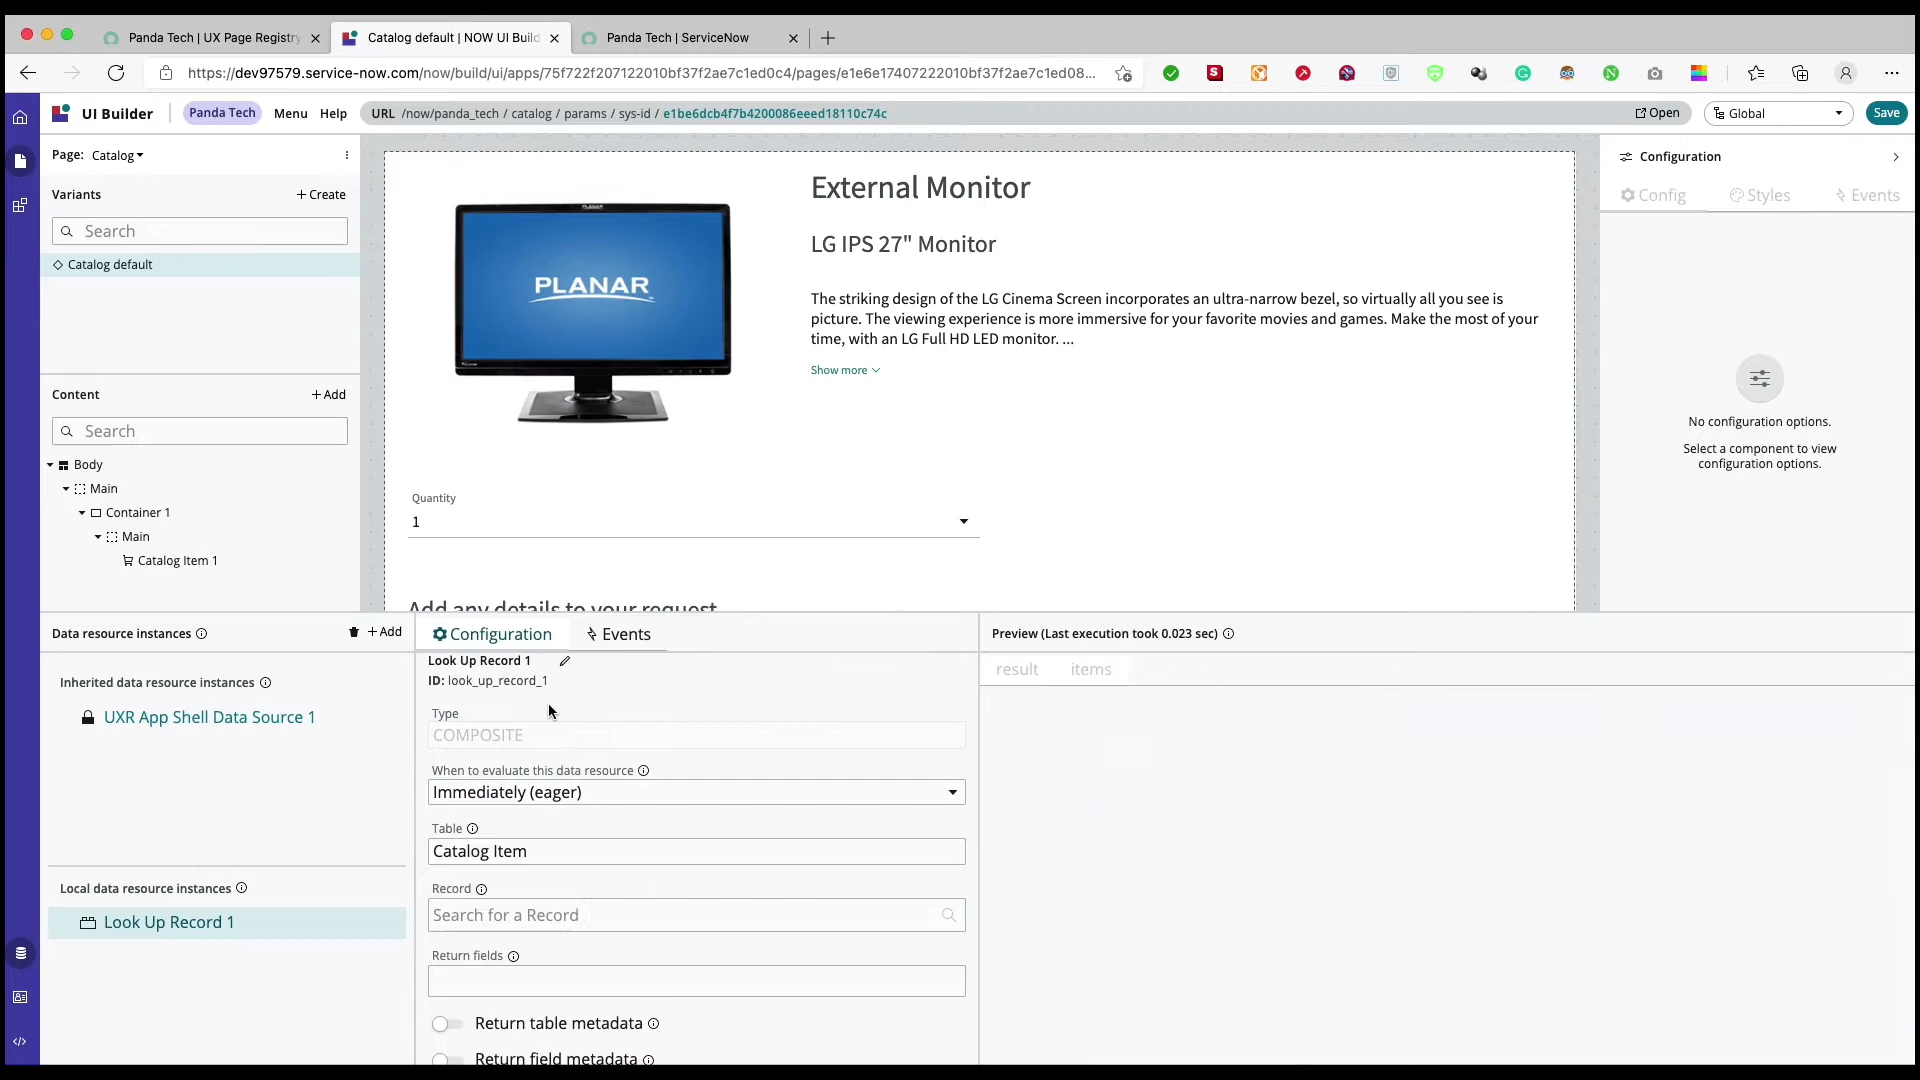 Panda Tech | UX Page Registry
Catalog default | NOW UI Build
Panda Tech | ServiceNow
https://dev97579.service-now.com/now/build/ui/apps/75f722f207122010bf37f2ae7c1ed0c4/pages/e1e6e17407222010bf37f2ae7c1ed08...
UI Builder
Panda Tech
Menu
Help
URL /now/panda_tech / catalog / params / sys-id / e1be6dcb4f7b4200086eeed18110c74c
Open
Global
Save
Page: Catalog
Variants
+ Create
Search
Catalog default
Content
+ Add
Search
Body
Main
Container 1
Main
Catalog Item 1
PLANAR
PLANAR
External Monitor
LG IPS 27" Monitor
The striking design of the LG Cinema Screen incorporates an ultra-narrow bezel, so virtually all you see is
picture. The viewing experience is more immersive for your favorite movies and games. Make the most of your
time, with an LG Full HD LED monitor. ...
Show more
Quantity
1
Add any details to your request
Configuration
Config
Styles
Events
No configuration options.
Select a component to view
configuration options.
Data resource instances
+ Add
Inherited data resource instances
UXR App Shell Data Source 1
Local data resource instances
Look Up Record 1
Configuration
Events
Look Up Record 1
ID: look_up_record_1
Type
COMPOSITE
When to evaluate this data resource
Immediately (eager)
Table
Catalog Item
Record
Search for a Record
Return fields
Return table metadata
Return field metadata
Preview (Last execution took 0.023 sec)
result
items